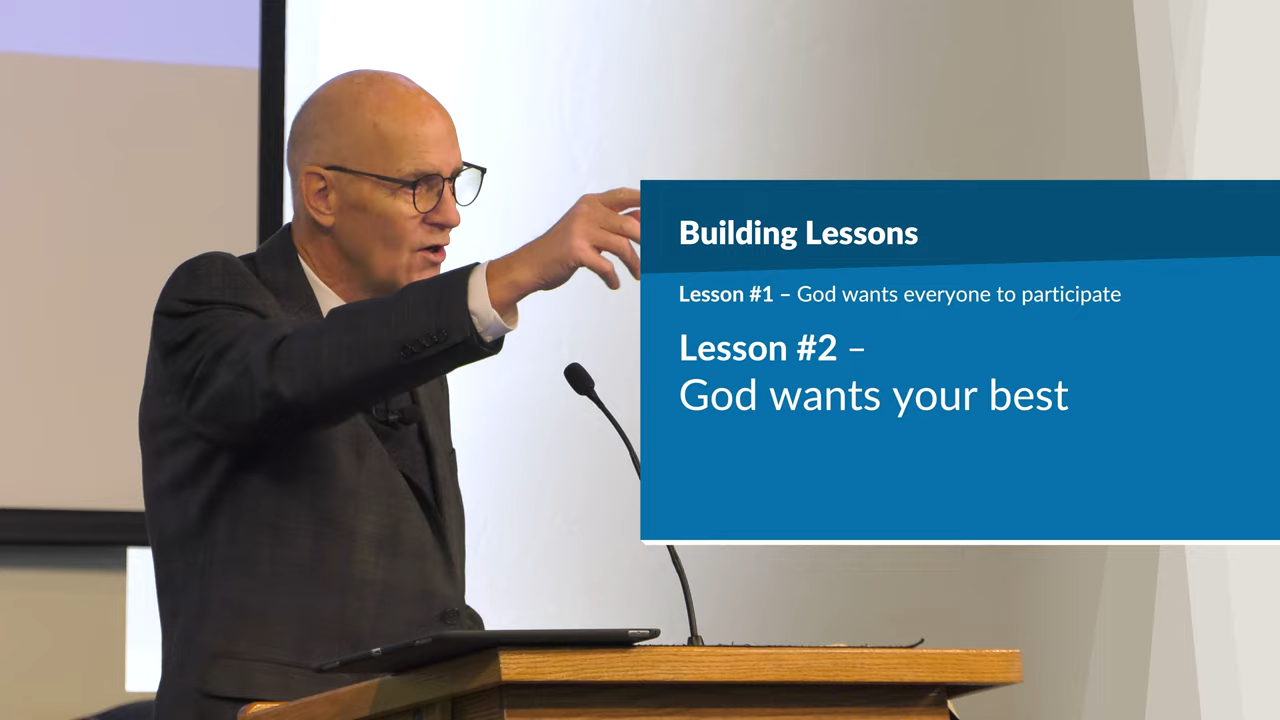 Building Lessons
Lesson #1 – God wants everyone to participate
Lesson #2 –
God wants your best